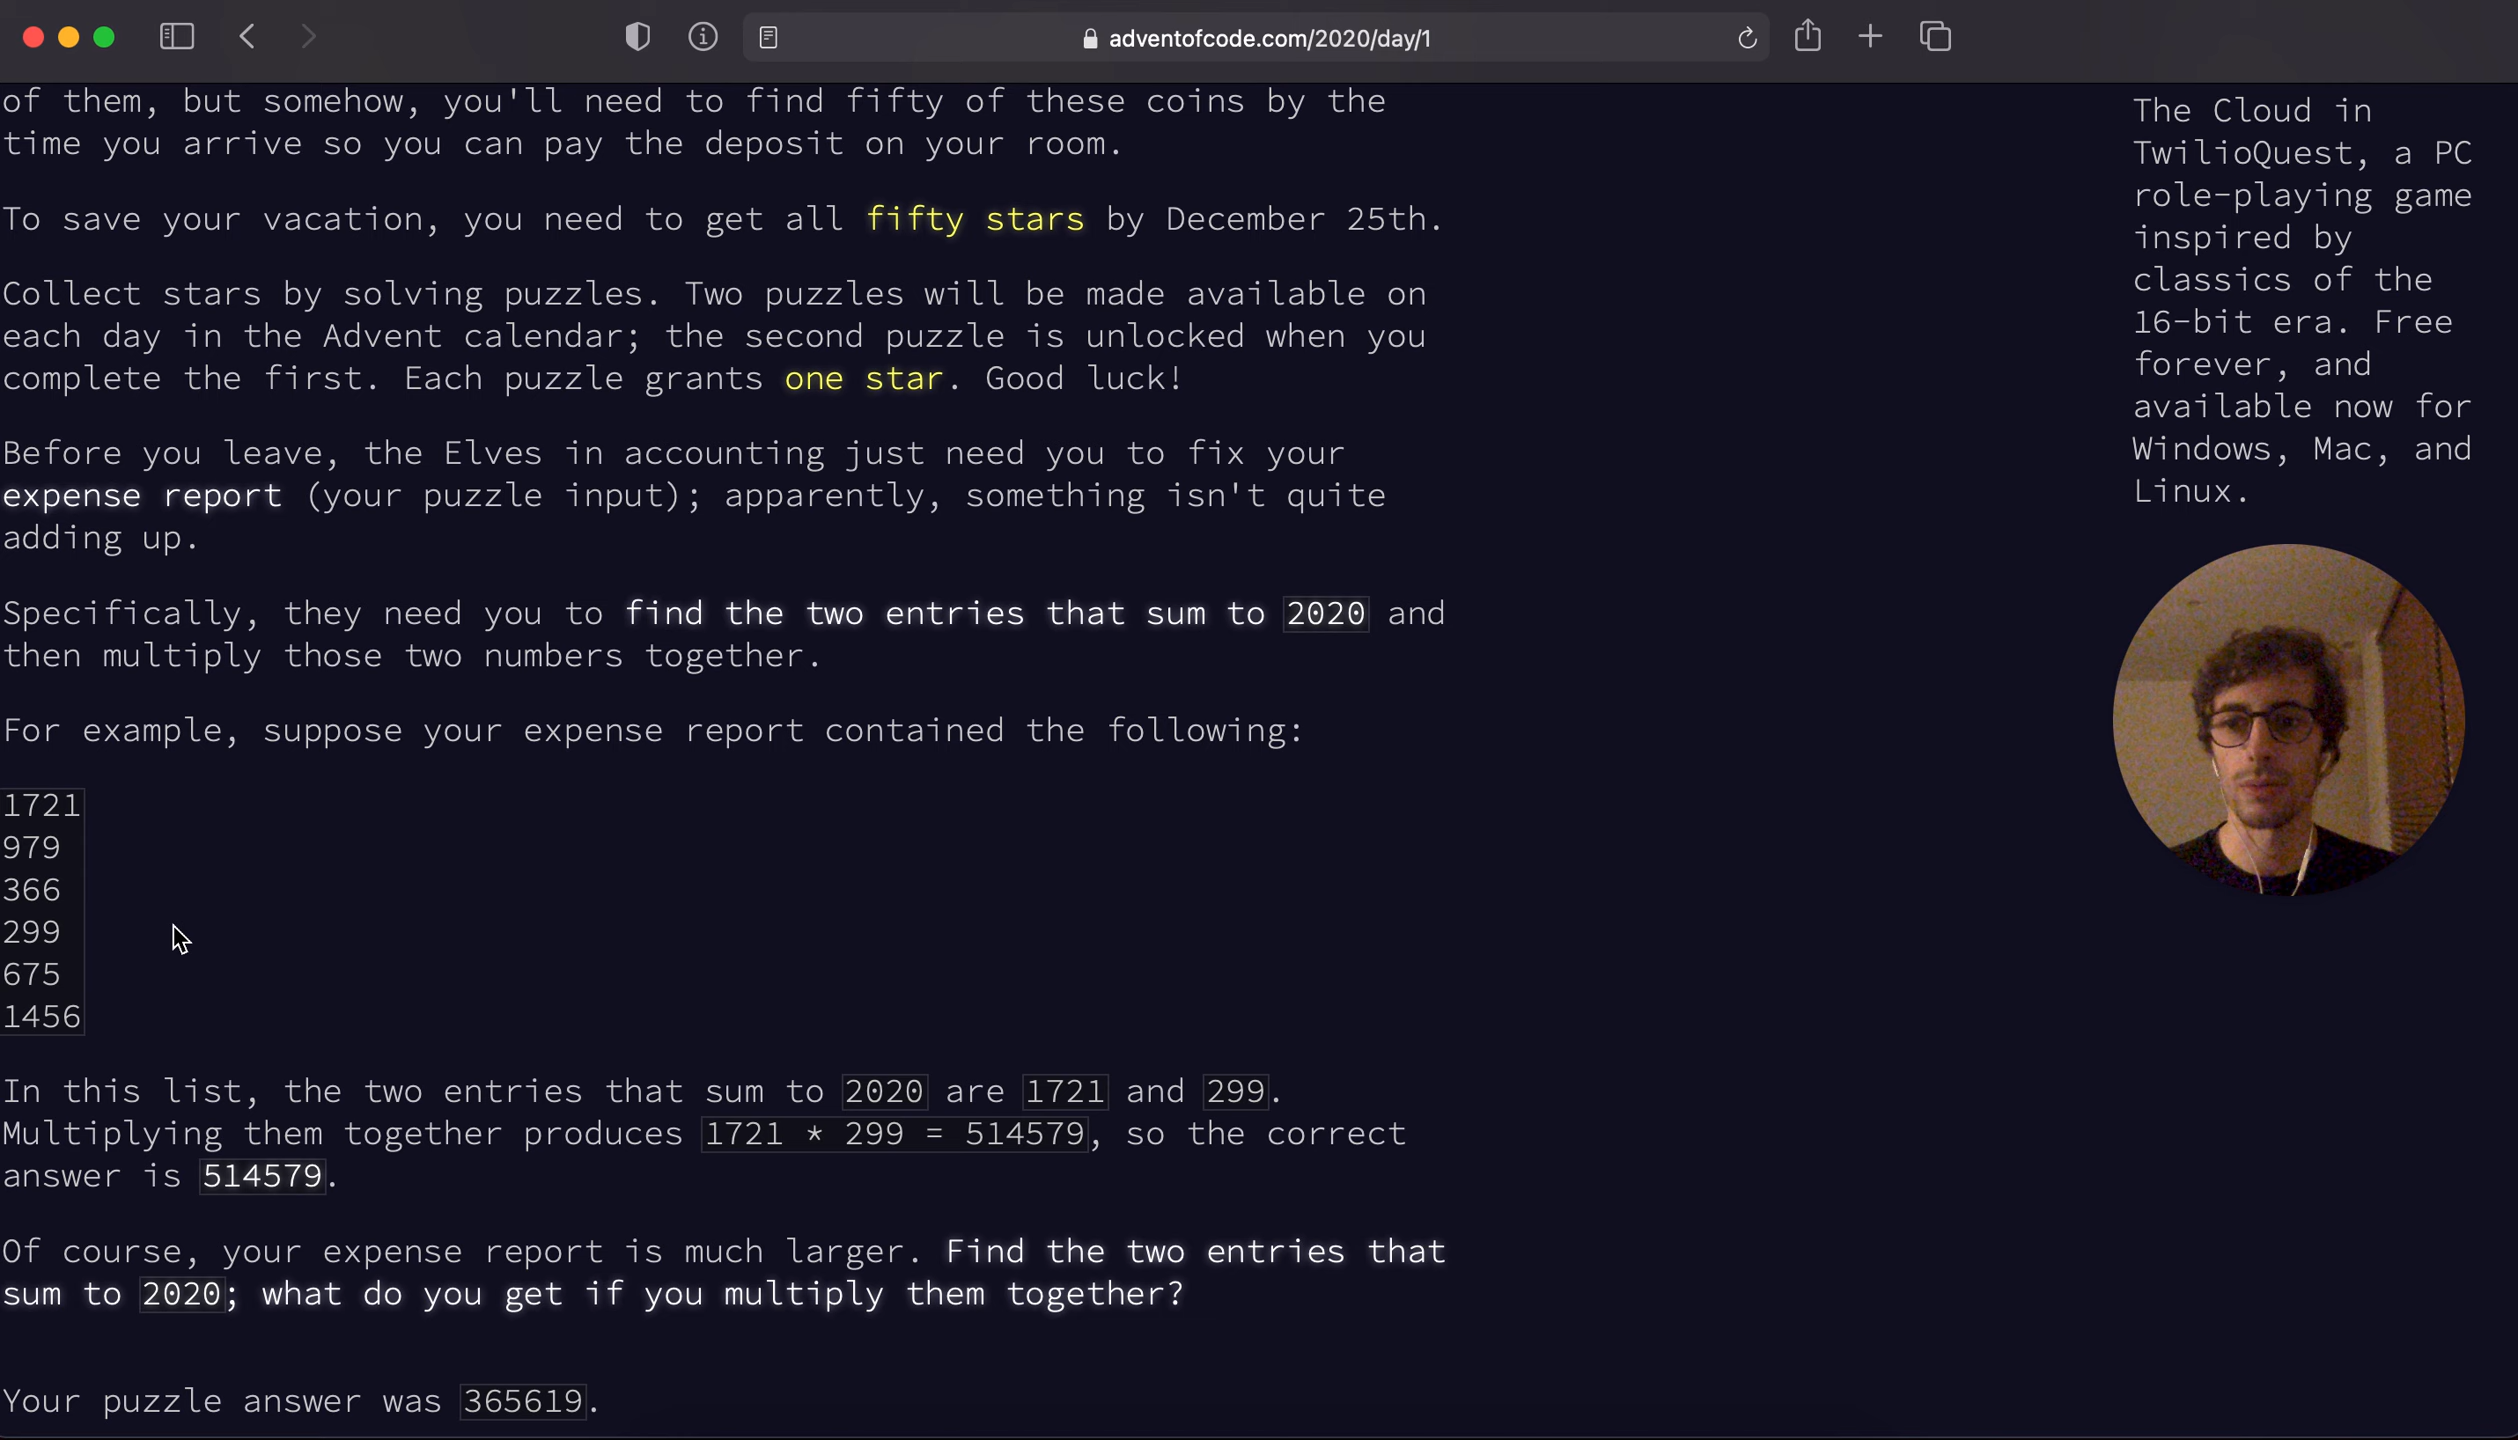 adventofcode.com/2020/day/1
of them, but somehow, you'll need to find fifty of these coins by the
time you arrive so you can pay the deposit on your room.
To save your vacation, you need to get all fifty stars by December 25th.
Collect stars by solving puzzles. Two puzzles will be made available on
each day in the Advent calendar; the second puzzle is unlocked when you
complete the first. Each puzzle grants one star. Good luck!
Before you leave, the Elves in accounting just need you to fix your
expense report (your puzzle input); apparently, something isn't quite
adding up.
Specifically, they need you to find the two entries that sum to 2020 and
then multiply those two numbers together.
For example, suppose your expense report contained the following:
1721
979
366
299
675
1456
In this list, the two entries that sum to 2020 are 1721 and 299.
Multiplying them together produces 1721 * 299 = 514579, so the correct
answer is 514579.
Of course, your expense report is much larger. Find the two entries that
sum to 2020; what do you get if you multiply them together?
Your puzzle answer was 365619.
The Cloud in
TwilioQuest, a PC
role-playing game
inspired by
classics of the
16-bit era. Free
forever, and
available now for
Windows, Mac, and
Linux.